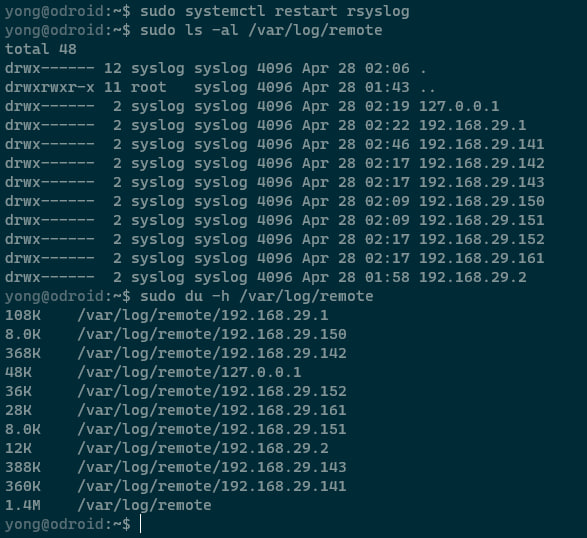 yong@odroid:~$ sudo systemctl restart rsyslog
yong@odroid:~$ sudo ls -al /var/log/remote
total 48
drwx------ 12 syslog syslog 4096 Apr 28 02:06 .
drwxrwxr-x 11 root   syslog 4096 Apr 28 01:43 ..
drwx------  2 syslog syslog 4096 Apr 28 02:19 127.0.0.1
drwx------  2 syslog syslog 4096 Apr 28 02:22 192.168.29.1
drwx------  2 syslog syslog 4096 Apr 28 02:46 192.168.29.141
drwx------  2 syslog syslog 4096 Apr 28 02:17 192.168.29.142
drwx------  2 syslog syslog 4096 Apr 28 02:17 192.168.29.143
drwx------  2 syslog syslog 4096 Apr 28 02:09 192.168.29.150
drwx------  2 syslog syslog 4096 Apr 28 02:09 192.168.29.151
drwx------  2 syslog syslog 4096 Apr 28 02:17 192.168.29.152
drwx------  2 syslog syslog 4096 Apr 28 02:17 192.168.29.161
drwx------  2 syslog syslog 4096 Apr 28 01:58 192.168.29.2
yong@odroid:~$ sudo du -h /var/log/remote
108K    /var/log/remote/192.168.29.1
8.0K    /var/log/remote/192.168.29.150
368K    /var/log/remote/192.168.29.142
48K     /var/log/remote/127.0.0.1
36K     /var/log/remote/192.168.29.152
28K     /var/log/remote/192.168.29.161
8.0K    /var/log/remote/192.168.29.151
12K     /var/log/remote/192.168.29.2
388K    /var/log/remote/192.168.29.143
360K    /var/log/remote/192.168.29.141
1.4M    /var/log/remote
yong@odroid:~$